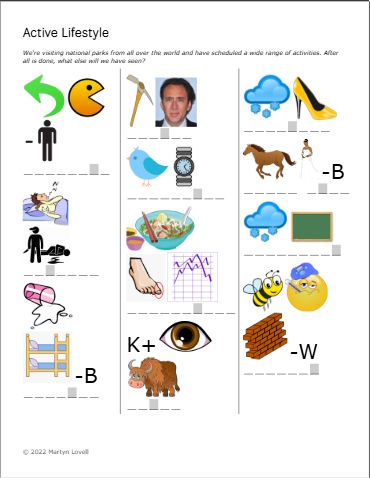 Active Lifestyle
We're visiting national parks from all over the world and have scheduled a wide range of activities. After
all is done, what else will we have seen?
-
-B
K+
-B
-W
© 2022 Martyn Lovell